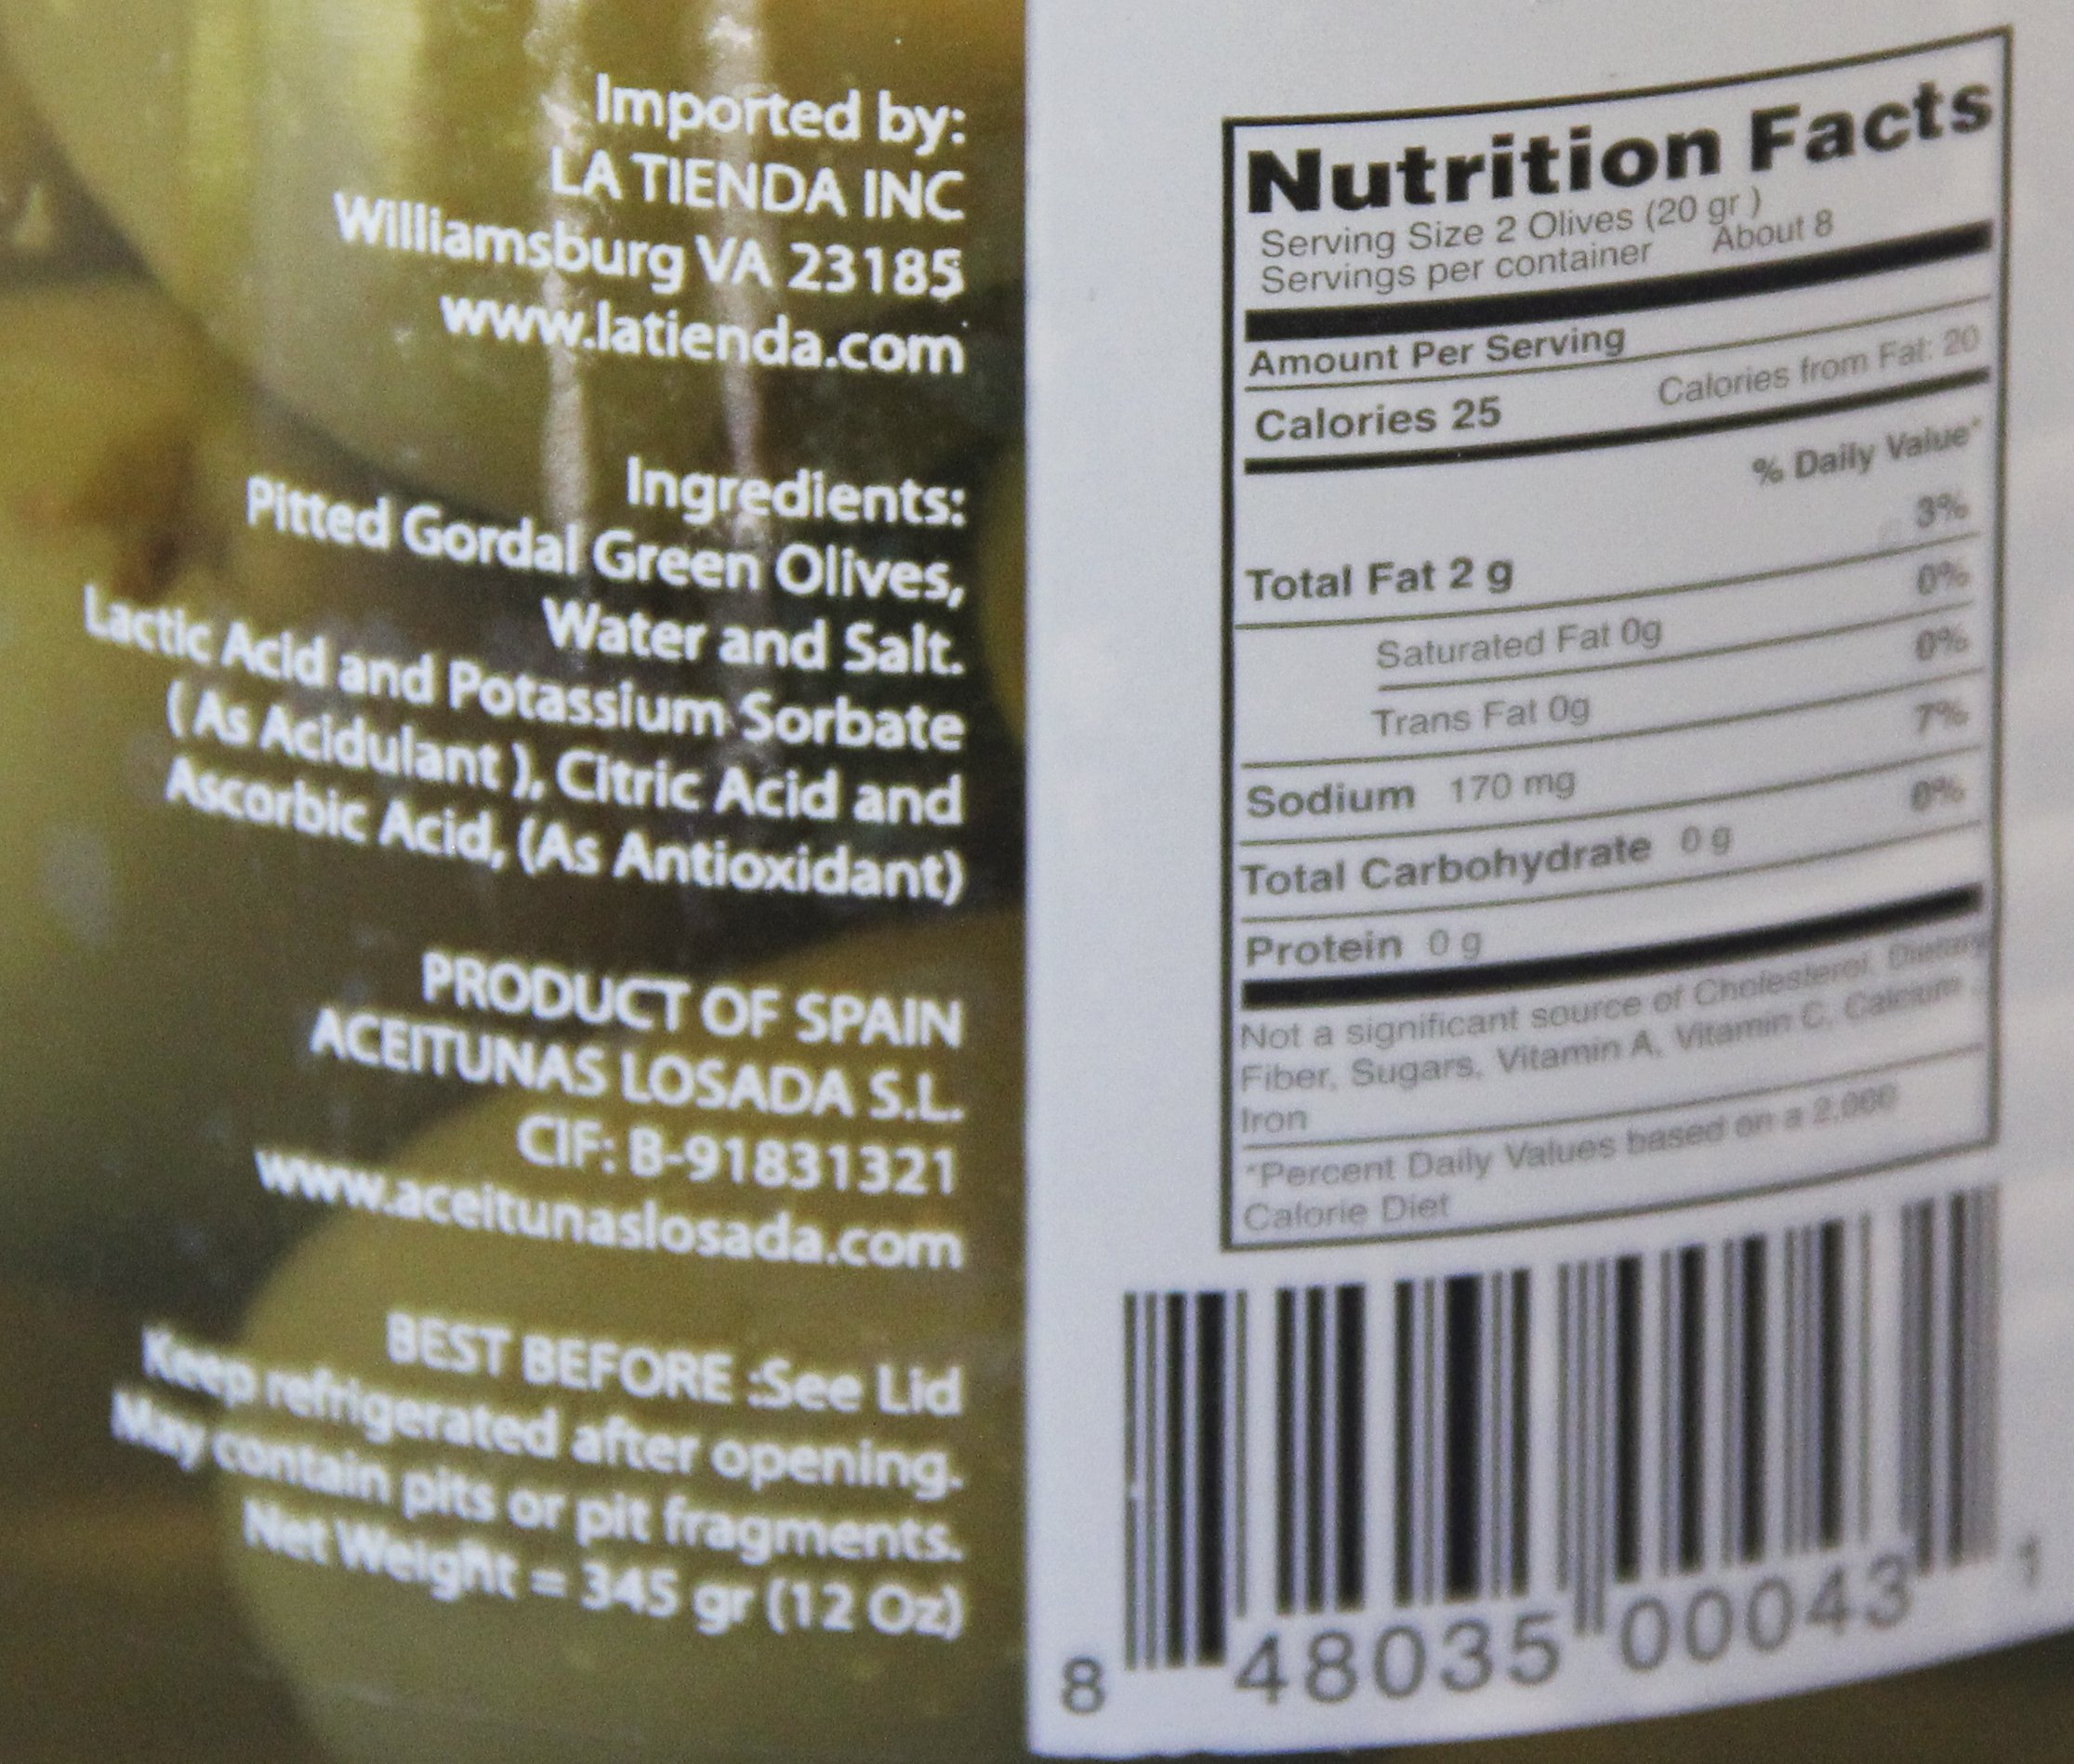 Imported by:
LA TIENDA INC
Williamsburg VA 23185
www.latienda.com
Ingredients:
Pitted Gordal Green Olives,
Water and Salt.
Lactic Acid and Potassium Sorbate
( As Acidulant ), Citric Acid and
Ascorbic Acid, (As Antioxidant)
PRODUCT OF SPAIN
ACEITUNAS LOSADA S.L.
CIF: B-91831321
www.aceitunaslosada.com
BEST BEFORE :See Lid
Keep refrigerated after opening.
May contain pits or pit fragments.
Net Weight = 345 gr (12 Oz)
Nutrition Facts
Serving Size 2 Olives (20 gr )
Servings per container About 8
Amount Per Serving
Calories 25 Calories from Fat: 20
% Daily Value*
Total Fat 2 g 3%
Saturated Fat 0g 0%
Trans Fat 0g 0%
Sodium 170 mg 7%
Total Carbohydrate 0 g 0%
Protein 0 g
Not a significant source of Cholesterol, Dietary
Fiber, Sugars, Vitamin A, Vitamin C, Calcium,
Iron
*Percent Daily Values based on a 2,000
Calorie Diet
8 48035 00043 1